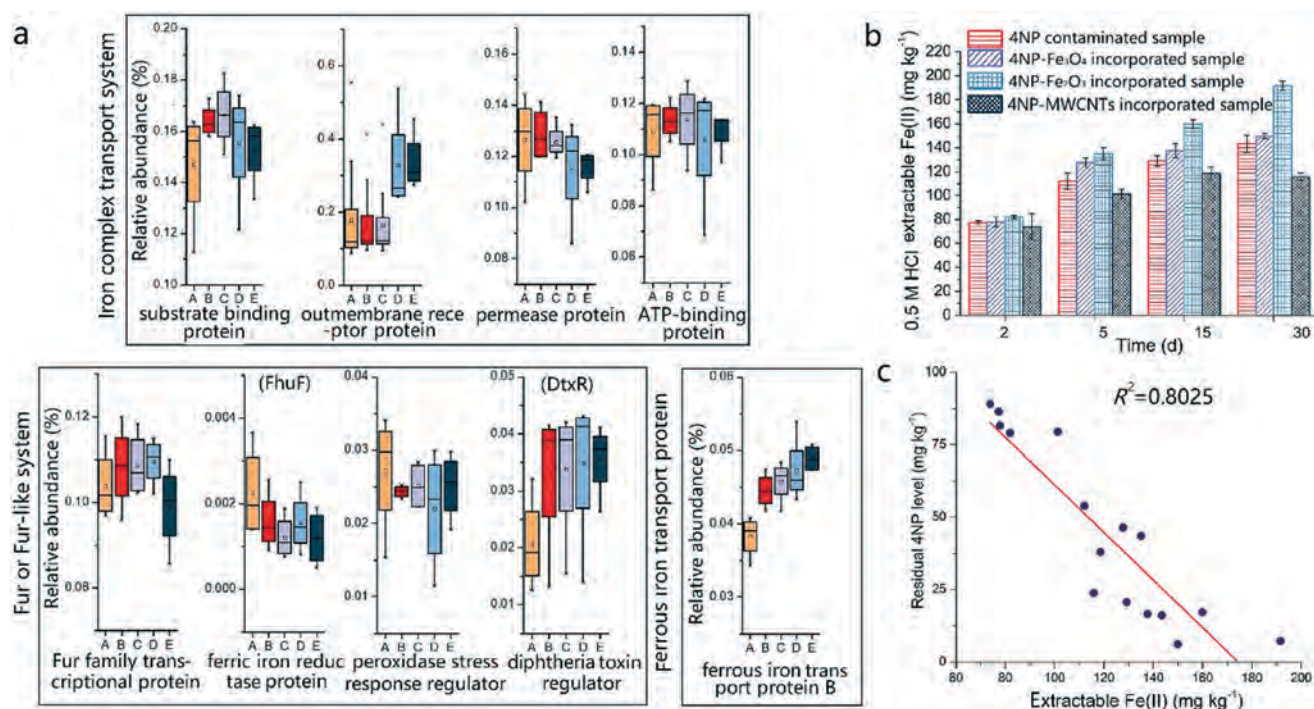 a
Iron complex transport system
Relative abundance (%)
0.20
0.18
0.16
0.14
0.12
0.10
A B C D E
substrate binding
protein
0.6
0.4
0.2
0.0
A B C D E
outmembrane rece
-ptor protein
0.16
0.14
0.12
0.10
0.08
A B C D E
permease protein
0.14
0.12
0.10
0.08
0.06
A B C D E
ATP-binding
protein
b
0.5 M HCl extractable Fe(II) (mg kg⁻¹)
220
200
180
160
140
120
100
80
60
40
20
0
4NP contaminated sample
4NP-Fe₃O₄ incorporated sample
4NP-Fe₂O₃ incorporated sample
4NP-MWCNTs incorporated sample
2 5 15 30
Time (d)
Fur or Fur-like system
Relative abundance (%)
0.12
0.10
0.08
A B C D E
Fur family trans-
criptional protein
(FhuF)
0.004
0.002
0.000
A B C D E
ferric iron reduc
tase protein
0.04
0.03
0.02
0.01
0.00
A B C D E
peroxidase stress
response regulator
(DtxR)
0.05
0.04
0.03
0.02
0.01
A B C D E
diphtheria toxin
regulator
Ferrous iron transport protein
Relative abundance (%)
0.06
0.05
0.04
0.03
A B C D E
ferrous iron trans
port protein B
c
R²=0.8025
Residual 4NP level (mg kg⁻¹)
100
75
50
25
0
60 80 100 120 140 160 180 200
Extractable Fe(II) (mg kg⁻¹)